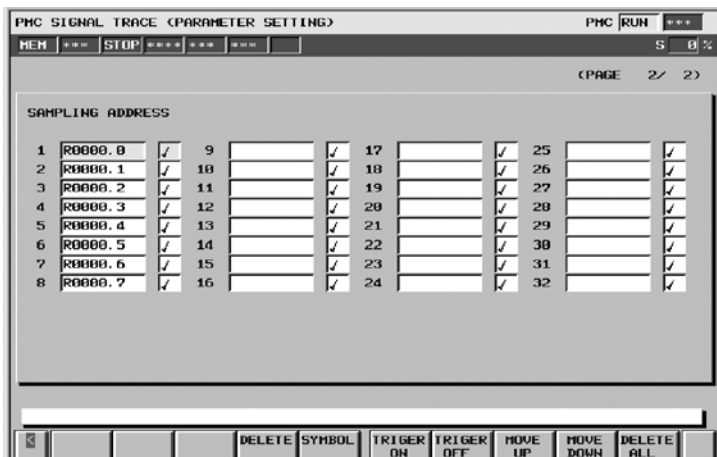 PMC SIGNAL TRACE (PARAMETER SETTING) PMC RUN ***
MEM *** STOP **** *** *** S 0 %
(PAGE 2/ 2)
SAMPLING ADDRESS
1 R0000.0 ✓ 9 ✓ 17 ✓ 25 ✓
2 R0000.1 ✓ 10 ✓ 18 ✓ 26 ✓
3 R0000.2 ✓ 11 ✓ 19 ✓ 27 ✓
4 R0000.3 ✓ 12 ✓ 20 ✓ 28 ✓
5 R0000.4 ✓ 13 ✓ 21 ✓ 29 ✓
6 R0000.5 ✓ 14 ✓ 22 ✓ 30 ✓
7 R0000.6 ✓ 15 ✓ 23 ✓ 31 ✓
8 R0000.7 ✓ 16 ✓ 24 ✓ 32 ✓
< DELETE SYMBOL TRIGER ON TRIGER OFF MOVE UP MOVE DOWN DELETE ALL